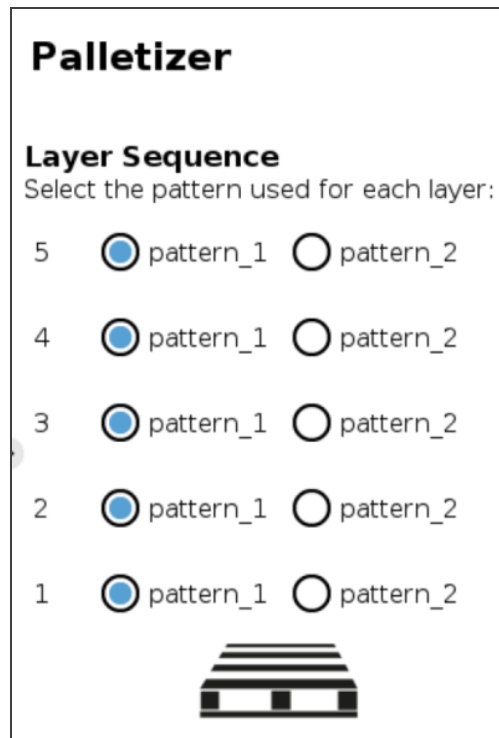 Palletizer
Layer Sequence
Select the pattern used for each layer:
5 pattern_1 pattern_2
4 pattern_1 pattern_2
3 pattern_1 pattern_2
2 pattern_1 pattern_2
1 pattern_1 pattern_2